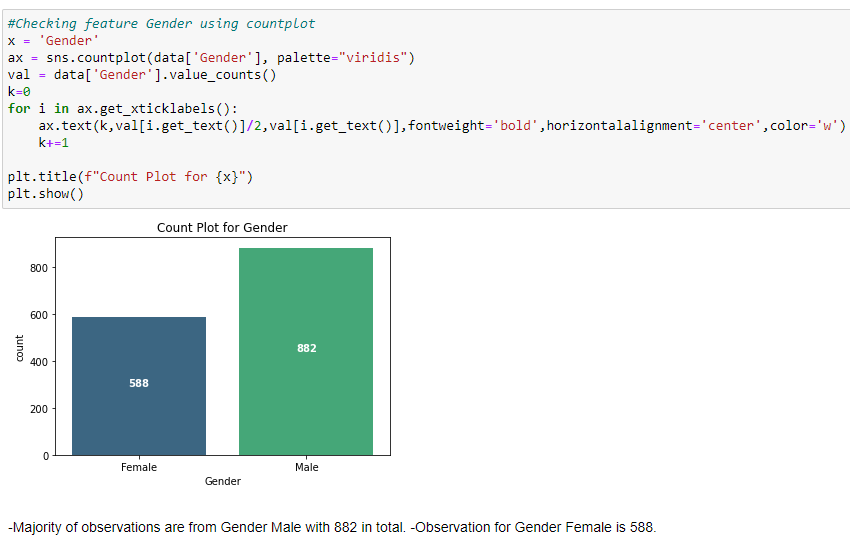 #Checking feature Gender using countplot
x = 'Gender'
ax = sns.countplot(data['Gender'], palette="viridis")
val = data['Gender'].value_counts()
k=0
for i in ax.get_xticklabels():
    ax.text(k,val[i.get_text()]/2,val[i.get_text()],fontweight='bold',horizontalalignment='center',color='w')
    k+=1

plt.title(f"Count Plot for {x}")
plt.show()
Count Plot for Gender
800
600
400
200
0
count
588
882
Female Male
Gender
-Majority of observations are from Gender Male with 882 in total. -Observation for Gender Female is 588.